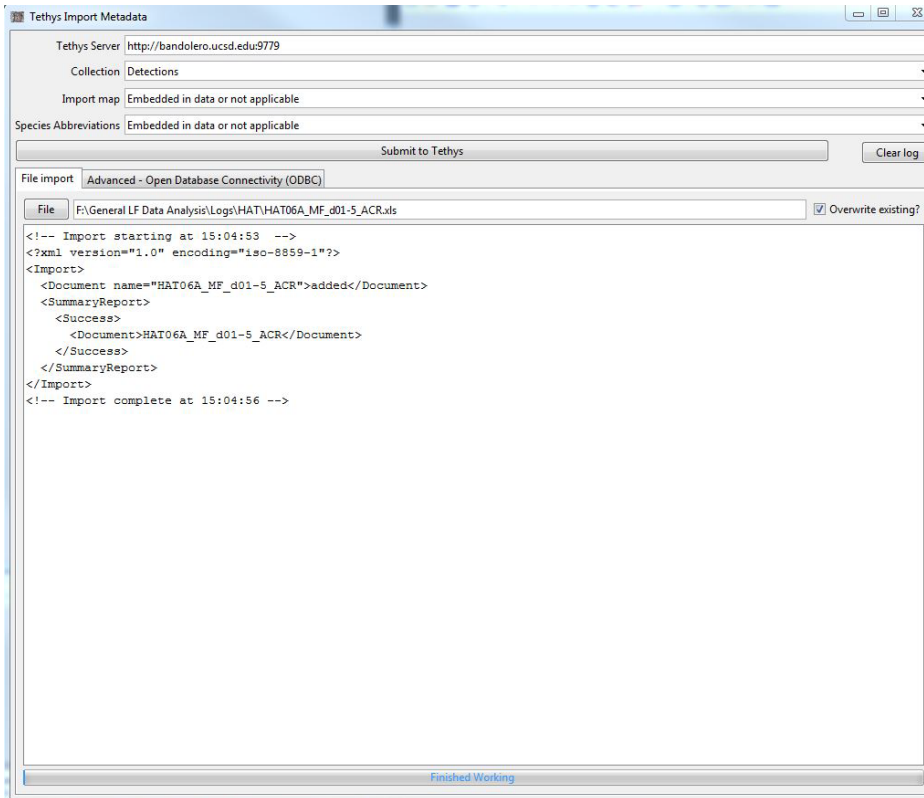 Tethys Import Metadata
Tethys Server http://bandolero.ucsd.edu:9779
Collection Detections
Import map Embedded in data or not applicable
Species Abbreviations Embedded in data or not applicable
Submit to Tethys Clear log
File import Advanced - Open Database Connectivity (ODBC)
File F:\General LF Data Analysis\Logs\HAT\HAT06A_MF_d01-5_ACR.xls Overwrite existing?
<!-- Import starting at 15:04:53  -->
<?xml version="1.0" encoding="iso-8859-1"?>
<Import>
  <Document name="HAT06A_MF_d01-5_ACR">added</Document>
  <SummaryReport>
    <Success>
      <Document>HAT06A_MF_d01-5_ACR</Document>
    </Success>
  </SummaryReport>
</Import>
<!-- Import complete at 15:04:56 -->
Finished Working